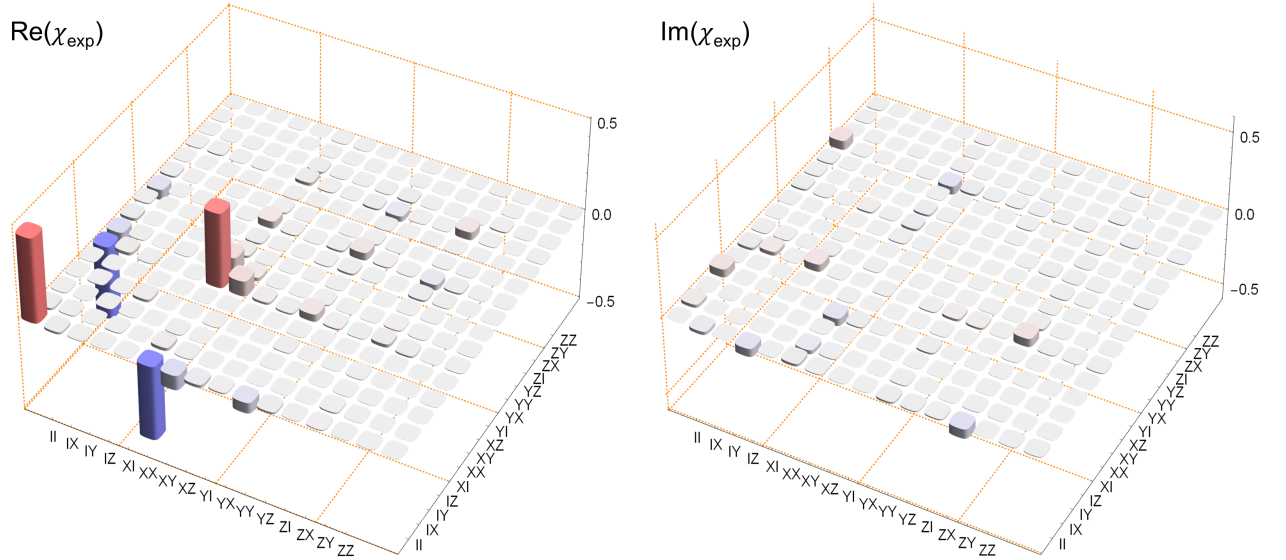 Re(χexp)
0.5
0.0
−0.5
II
IX
IY
IZ
XI
XX
XY
XZ
YI
YX
YY
YZ
ZI
ZX
ZY
ZZ
II
IX
IY
IZ
XI
XX
XY
XZ
YI
YX
YY
YZ
ZI
ZX
ZY
ZZ
Im(χexp)
0.5
0.0
−0.5
II
IX
IY
IZ
XI
XX
XY
XZ
YI
YX
YY
YZ
ZI
ZX
ZY
ZZ
II
IX
IY
IZ
XI
XX
XY
XZ
YI
YX
YY
YZ
ZI
ZX
ZY
ZZ